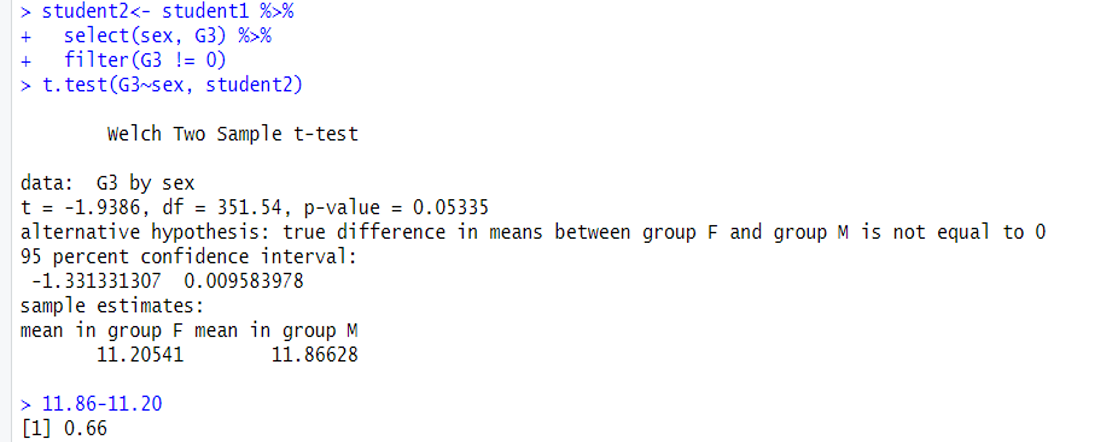 > student2<- student1 %>%
+   select(sex, G3) %>%
+   filter(G3 != 0)
> t.test(G3~sex, student2)
        Welch Two Sample t-test
data:  G3 by sex
t = -1.9386, df = 351.54, p-value = 0.05335
alternative hypothesis: true difference in means between group F and group M is not equal to 0
95 percent confidence interval:
 -1.331331307  0.009583978
sample estimates:
mean in group F mean in group M
       11.20541        11.86628
> 11.86-11.20
[1] 0.66